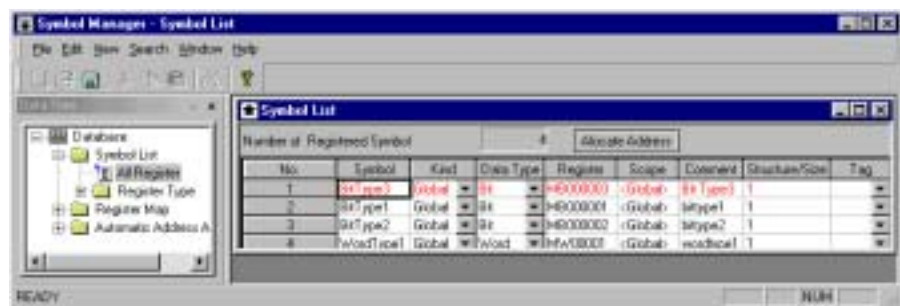 Symbol Manager - Symbol List
File Edit View Search Window Help
Database
Symbol List
All Register
Register Type
Register Map
Automatic Address A
Symbol List
Number of Registered Symbol 4 Allocate Address
No. Symbol Kind Data Type Register Scope Comment Structure/Size Tag
1 BitType3 Global Bit MB000000 <Global> Bit Type3 1
2 BitType1 Global Bit MB000001 <Global> bittype1 1
3 BitType2 Global Bit MB000002 <Global> bittype2 1
4 WordType1 Global Word MW00001 <Global> wordtype1 1
READY NUM